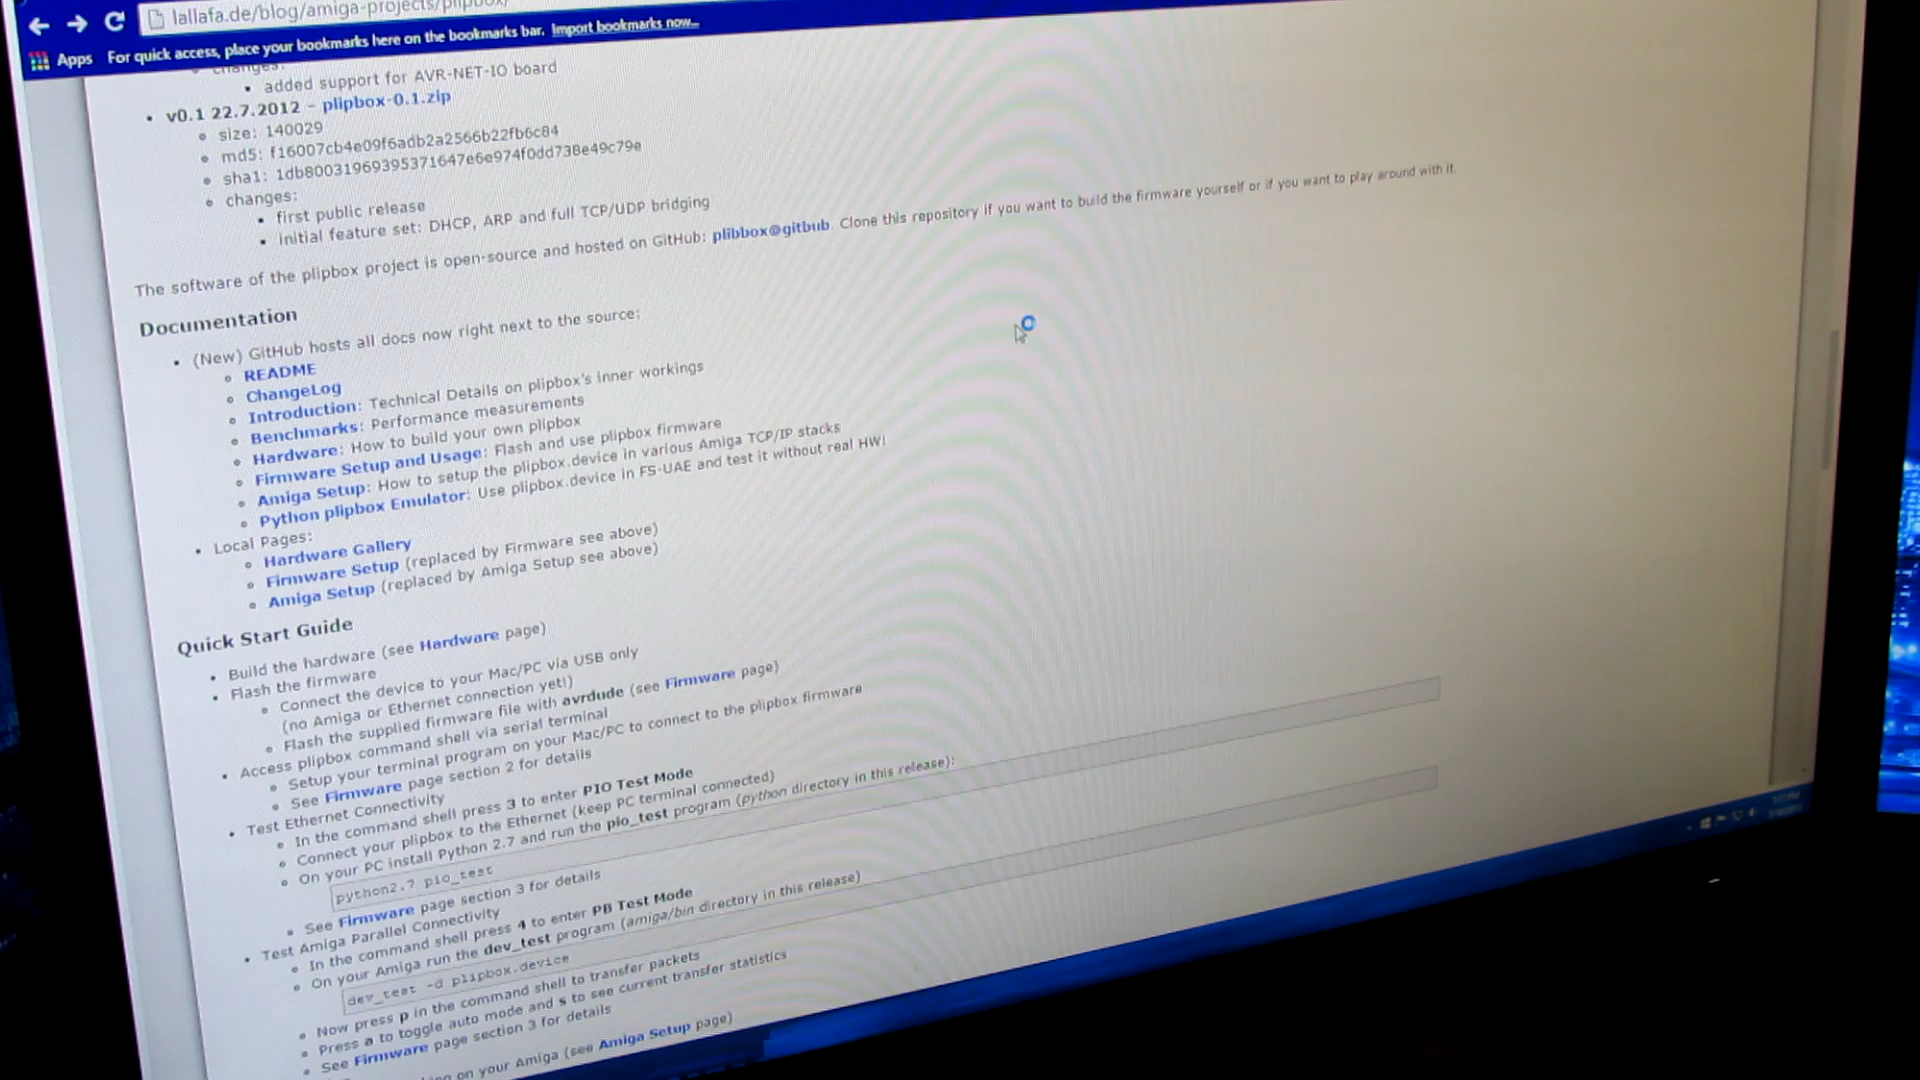 lallafa.de/blog/amiga-projects/plipbox/
Apps For quick access, place your bookmarks here on the bookmarks bar. Import bookmarks now...
changes:
added support for AVR-NET-IO board
v0.1 22.7.2012 – plipbox-0.1.zip
size: 140029
md5: f16007cb4e09f6adb2a2566b22fb6c84
sha1: 1db80031969395371647e6e974f0dd738e49c79e
changes:
first public release
initial feature set: DHCP, ARP and full TCP/UDP bridging
The software of the plipbox project is open-source and hosted on GitHub: plibbox@gitbub. Clone this repository if you want to build the firmware yourself or if you want to play around with it.
Documentation
(New) GitHub hosts all docs now right next to the source:
README
ChangeLog
Introduction: Technical Details on plipbox's inner workings
Benchmarks: Performance measurements
Hardware: How to build your own plipbox
Firmware Setup and Usage: Flash and use plipbox firmware
Amiga Setup: How to setup the plipbox.device in various Amiga TCP/IP stacks
Python plipbox Emulator: Use plipbox.device in FS-UAE and test it without real HW!
Local Pages:
Hardware Gallery
Firmware Setup (replaced by Firmware see above)
Amiga Setup (replaced by Amiga Setup see above)
Quick Start Guide
Build the hardware (see Hardware page)
Flash the firmware
Connect the device to your Mac/PC via USB only
(no Amiga or Ethernet connection yet!)
Flash the supplied firmware file with avrdude (see Firmware page)
Access plipbox command shell via serial terminal
Setup your terminal program on your Mac/PC to connect to the plipbox firmware
See Firmware page section 2 for details
Test Ethernet Connectivity
In the command shell press 3 to enter PIO Test Mode
Connect your plipbox to the Ethernet (keep PC terminal connected)
On your PC install Python 2.7 and run the pio_test program (python directory in this release):
python2.7 pio_test
See Firmware page section 3 for details
Test Amiga Parallel Connectivity
In the command shell press 4 to enter PB Test Mode
On your Amiga run the dev_test program (amiga/bin directory in this release)
dev_test -d plipbox.device
Now press p in the command shell to transfer packets
Press a to toggle auto mode and s to see current transfer statistics
See Firmware page section 3 for details
on your Amiga (see Amiga Setup page)